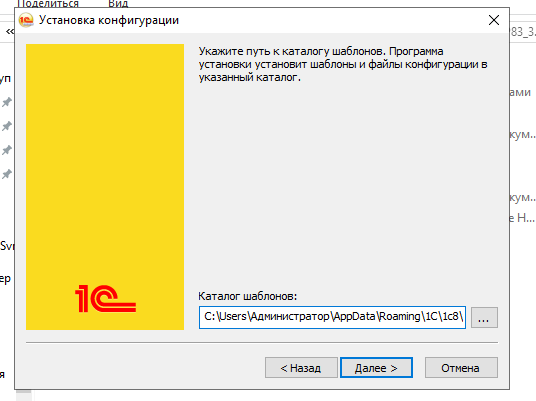 Поделиться
Вид
Установка конфигурации
83_3.
Укажите путь к каталогу шаблонов. Программа
установки установит шаблоны и файлы конфигурации в
указанный каталог.
1С
Каталог шаблонов:
C:\Users\Администратор\AppData\Roaming\1C\1c8\
...
< Назад
Далее >
Отмена